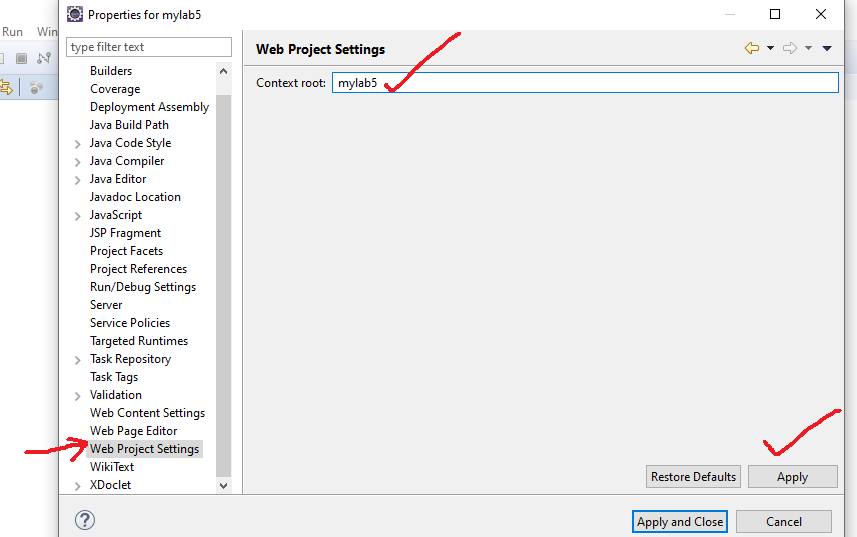 Properties for mylab5
Run Win
type filter text
Web Project Settings
Context root: mylab5
Builders
Coverage
Deployment Assembly
Java Build Path
Java Code Style
Java Compiler
Java Editor
Javadoc Location
JavaScript
JSP Fragment
Project Facets
Project References
Run/Debug Settings
Server
Service Policies
Targeted Runtimes
Task Repository
Task Tags
Validation
Web Content Settings
Web Page Editor
Web Project Settings
WikiText
XDoclet
Restore Defaults Apply
? Apply and Close Cancel